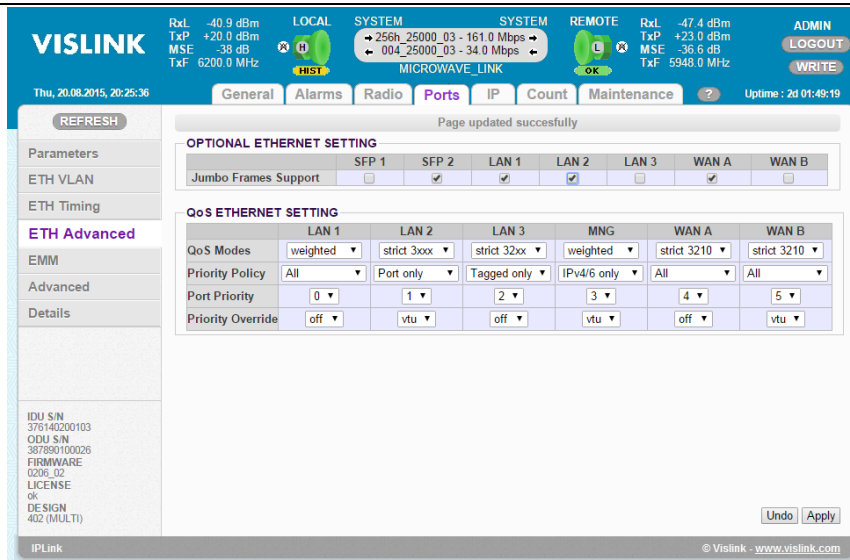 VISLINK
RxL -40.9 dBm
TxP +20.0 dBm
MSE -38 dB
TxF 6200.0 MHz
LOCAL
H
HIST
SYSTEM SYSTEM
256h_25000_03 - 161.0 Mbps
004_25000_03 - 34.0 Mbps
MICROWAVE_LINK
REMOTE
L
OK
RxL -47.4 dBm
TxP +23.0 dBm
MSE -36.6 dB
TxF 5948.0 MHz
ADMIN
LOGOUT
WRITE
Thu, 20.08.2015, 20:25:36
General Alarms Radio Ports IP Count Maintenance ?
Uptime : 2d 01:49:19
REFRESH
Parameters
ETH VLAN
ETH Timing
ETH Advanced
EMM
Advanced
Details
Page updated succesfully
OPTIONAL ETHERNET SETTING
SFP 1 SFP 2 LAN 1 LAN 2 LAN 3 WAN A WAN B
Jumbo Frames Support
QoS ETHERNET SETTING
LAN 1 LAN 2 LAN 3 MNG WAN A WAN B
QoS Modes weighted strict 3xxx strict 32xx weighted strict 3210 strict 3210
Priority Policy All Port only Tagged only IPv4/6 only All All
Port Priority 0 1 2 3 4 5
Priority Override off vtu off vtu off vtu
IDU S/N
376140200103
ODU S/N
387890100026
FIRMWARE
0206_02
LICENSE
ok
DESIGN
402 (MULTI)
Undo Apply
IPLink
© Vislink - www.vislink.com